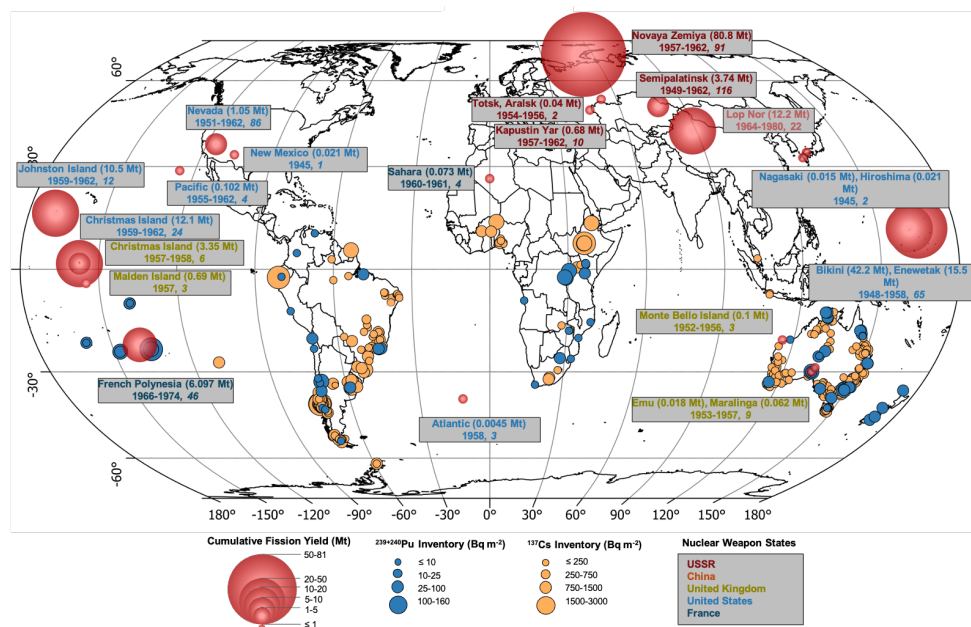 Novaya Zemiya (80.8 Mt)
1957-1962, 91
60°
Semipalatinsk (3.74 Mt)
1949-1962, 116
Totsk, Aralsk (0.04 Mt)
1954-1956, 2
Nevada (1.05 Mt)
1951-1962, 86
Lop Nor (12.2 Mt)
1964-1980, 22
Kapustin Yar (0.68 Mt)
1957-1962, 10
New Mexico (0.021 Mt)
1945, 1
30°
Johnston Island (10.5 Mt)
1959-1962, 12
Sahara (0.073 Mt)
1960-1961, 4
Pacific (0.102 Mt)
1955-1962, 4
Nagasaki (0.015 Mt), Hiroshima (0.021
Mt)
1945, 2
Christmas Island (12.1 Mt)
1959-1962, 24
Christmas Island (3.35 Mt)
1957-1958, 6
Malden Island (0.69 Mt)
1957, 3
0°
Bikini (42.2 Mt), Enewetak (15.5
Mt)
1948-1958, 65
Monte Bello Island (0.1 Mt)
1952-1956, 3
-30°
French Polynesia (6.097 Mt)
1966-1974, 46
Emu (0.018 Mt), Maralinga (0.062 Mt)
1953-1957, 9
Atlantic (0.0045 Mt)
1958, 3
-60°
180° -150° -120° -90° -60° -30° 0° 30° 60° 90° 120° 150° 180°
Cumulative Fission Yield (Mt)
50-81
20-50
10-20
5-10
1-5
≤ 1
239+240Pu Inventory (Bq m-2)
≤ 10
10-25
25-100
100-160
137Cs Inventory (Bq m-2)
≤ 250
250-750
750-1500
1500-3000
Nuclear Weapon States
USSR
China
United Kingdom
United States
France